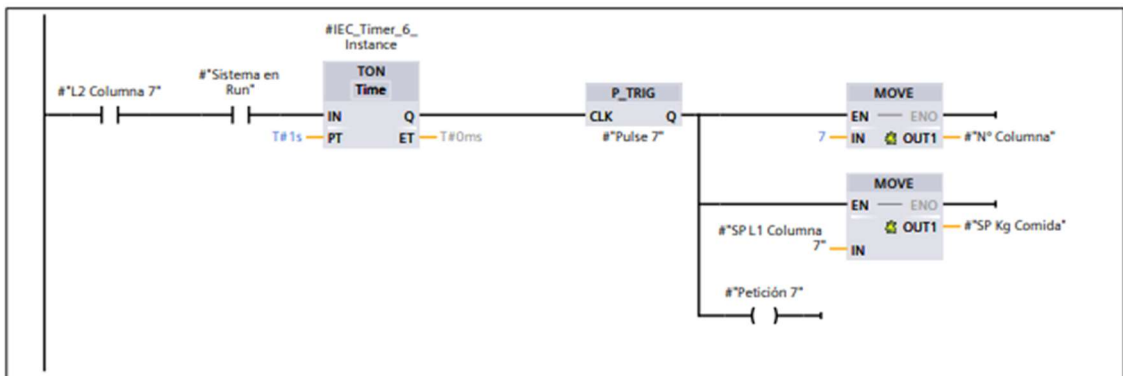 #IEC_Timer_6_
Instance
#"L2 Columna 7"
#"Sistema en
Run"
TON
Time
IN Q
T#1s PT ET T#0ms
P_TRIG
CLK Q
#"Pulse 7"
MOVE
EN ENO
7 IN OUT1 #"Nº Columna"
MOVE
EN ENO
OUT1 #"SP Kg Comida"
#"SP L1 Columna
7" IN
#"Petición 7"